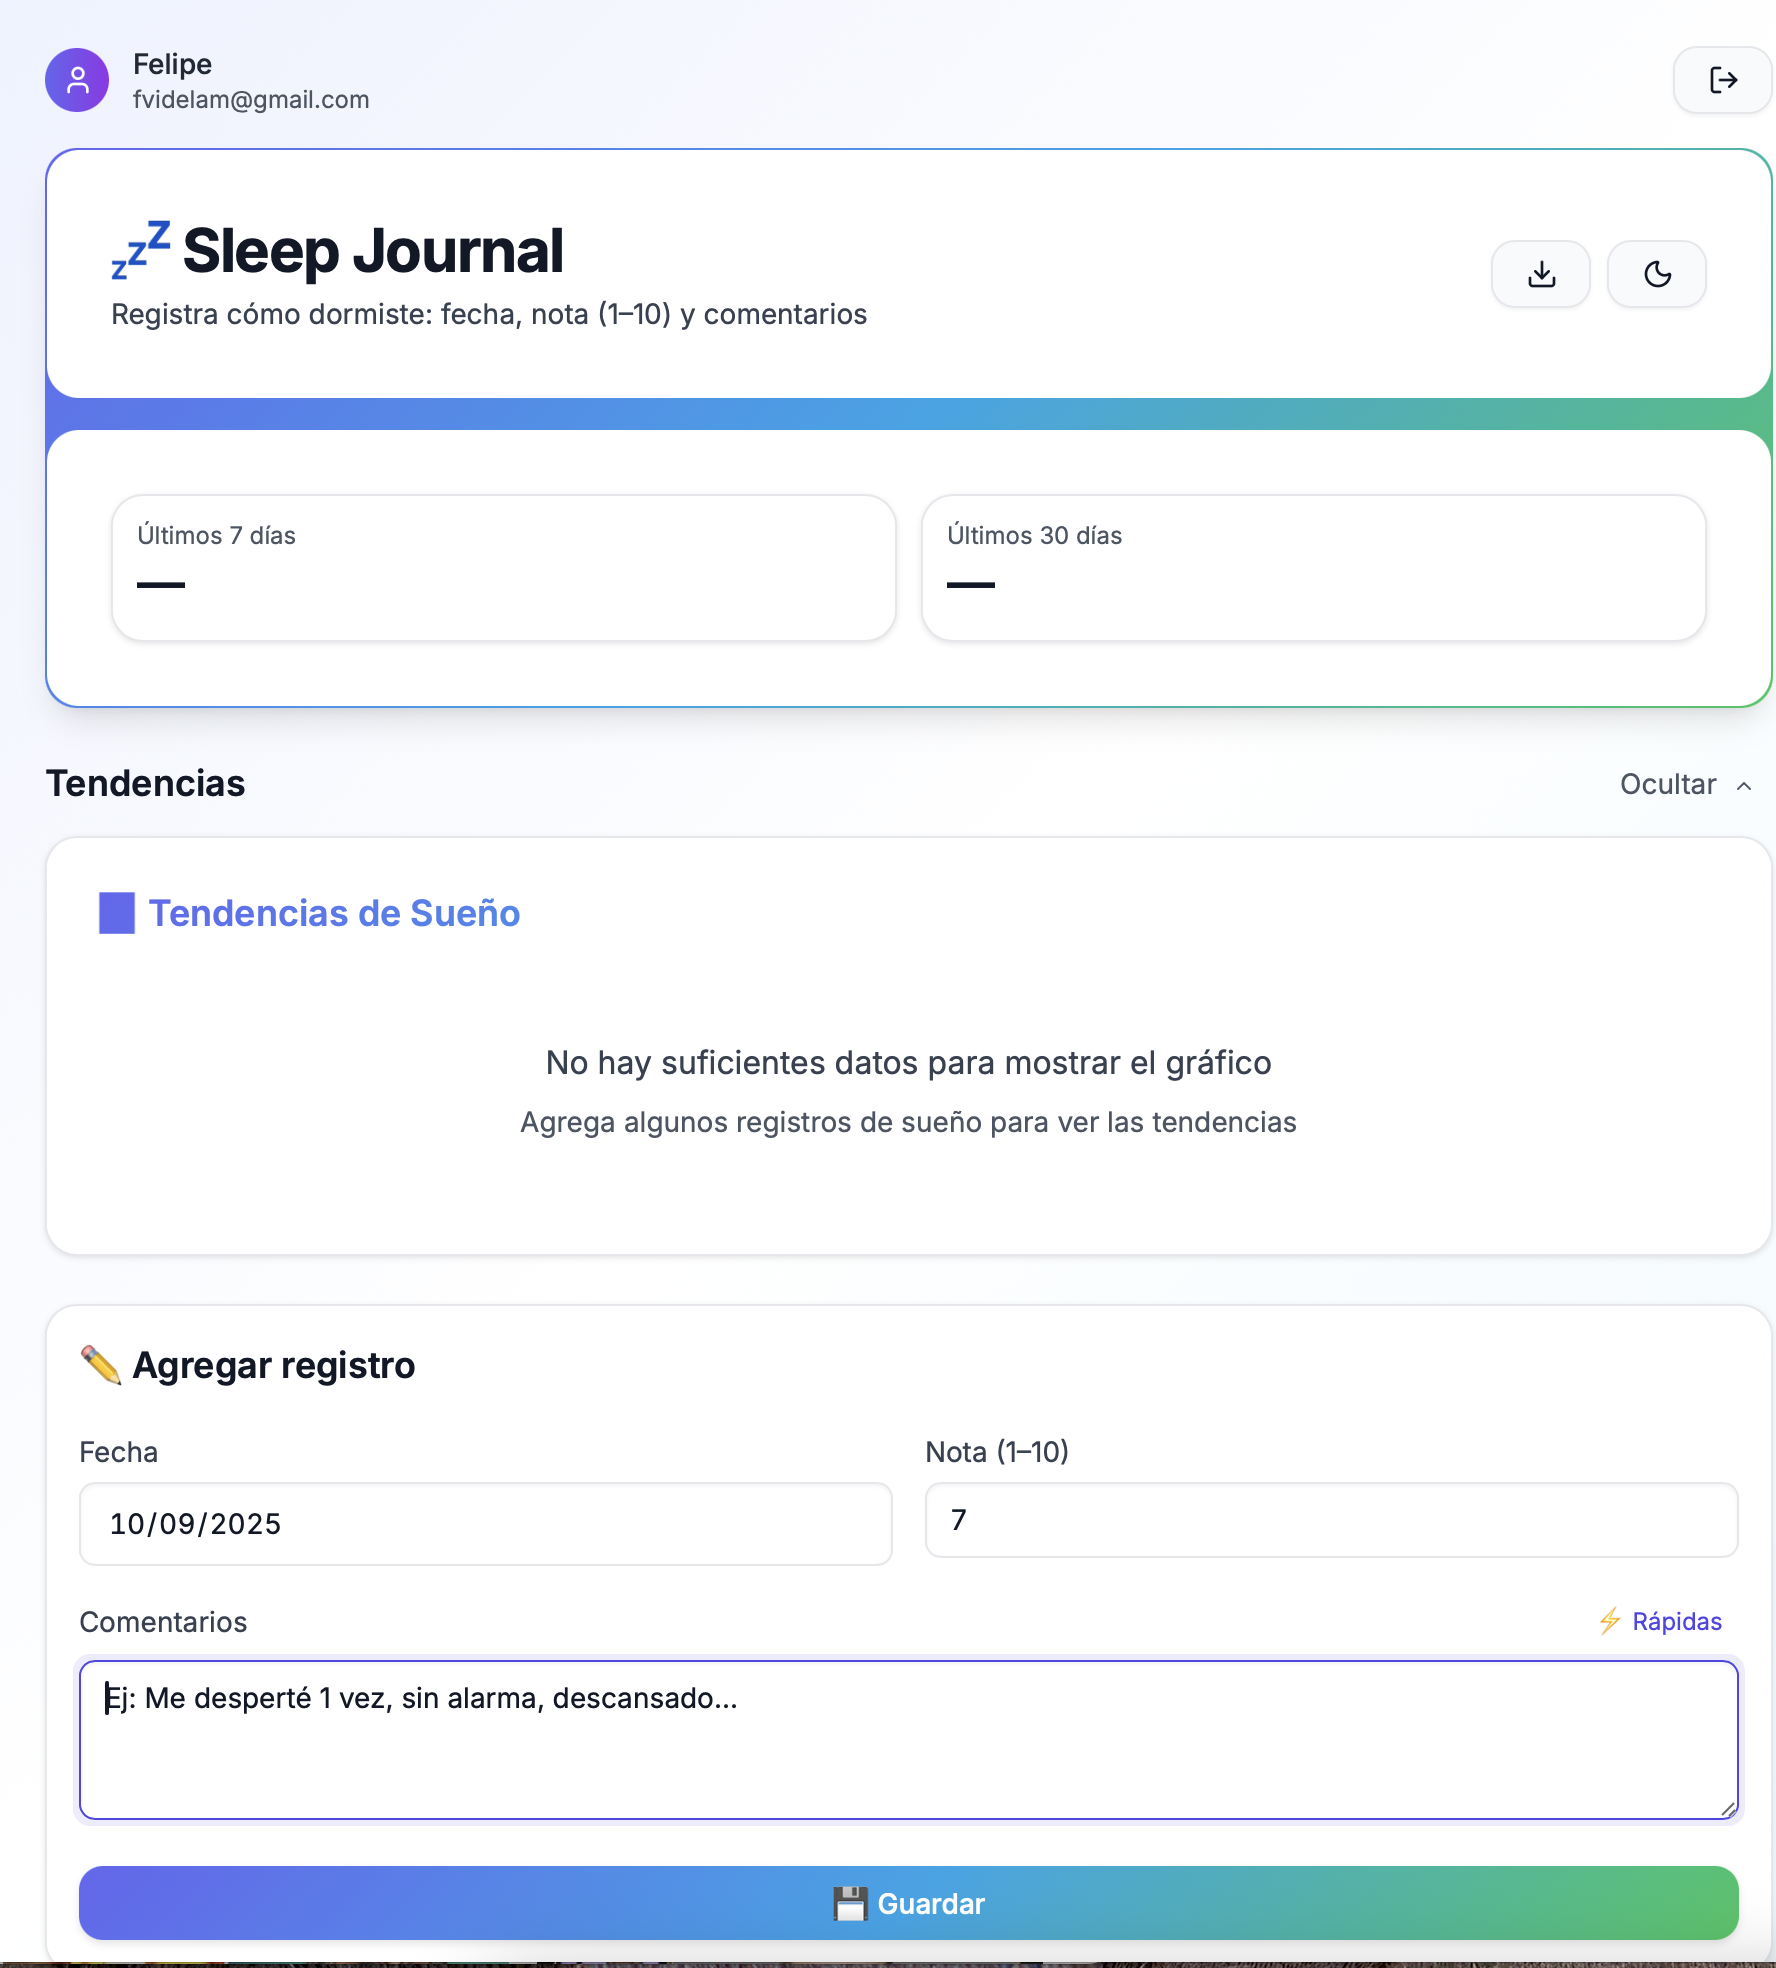 Felipe
fvidelam@gmail.com
💤 Sleep Journal
Registra cómo dormiste: fecha, nota (1–10) y comentarios
Últimos 7 días
—
Últimos 30 días
—
Tendencias
Ocultar
Tendencias de Sueño
No hay suficientes datos para mostrar el gráfico
Agrega algunos registros de sueño para ver las tendencias
✏️ Agregar registro
Fecha
10/09/2025
Nota (1–10)
7
Comentarios
⚡ Rápidas
Ej: Me desperté 1 vez, sin alarma, descansado...
💾 Guardar